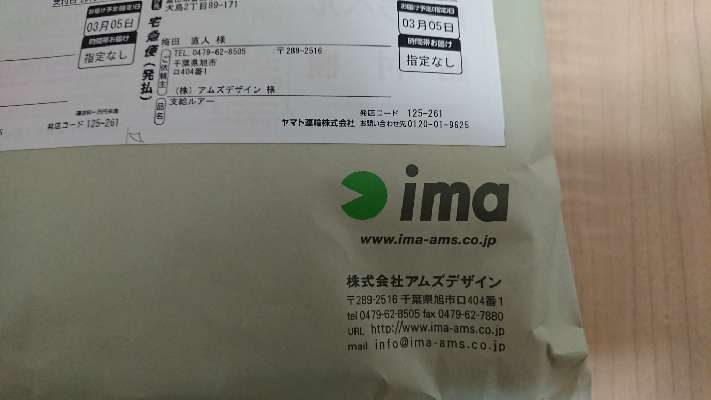 お届け予定(指定)日
03月05日
時間帯お届け
指定なし
発店コード 125-261
宅急便(発払)
犬島2丁目89-171
梅田 直人 様
TEL 0479-62-8505 〒289-2516
千葉県旭市
ロ404番1
ご依頼主
(株) アムズデザイン 様
品名
支給ルアー
お届け予定(指定)日
03月05日
時間帯お届け
指定なし
発店コード 125-261
ヤマト運輸株式会社 お問い合わせ先0120-01-9625
ima
www.ima-ams.co.jp
株式会社アムズデザイン
〒289-2516 千葉県旭市ロ404番1
tel 0479-62-8505 fax 0479-62-7880
URL http://www.ima-ams.co.jp
mail info@ima-ams.co.jp